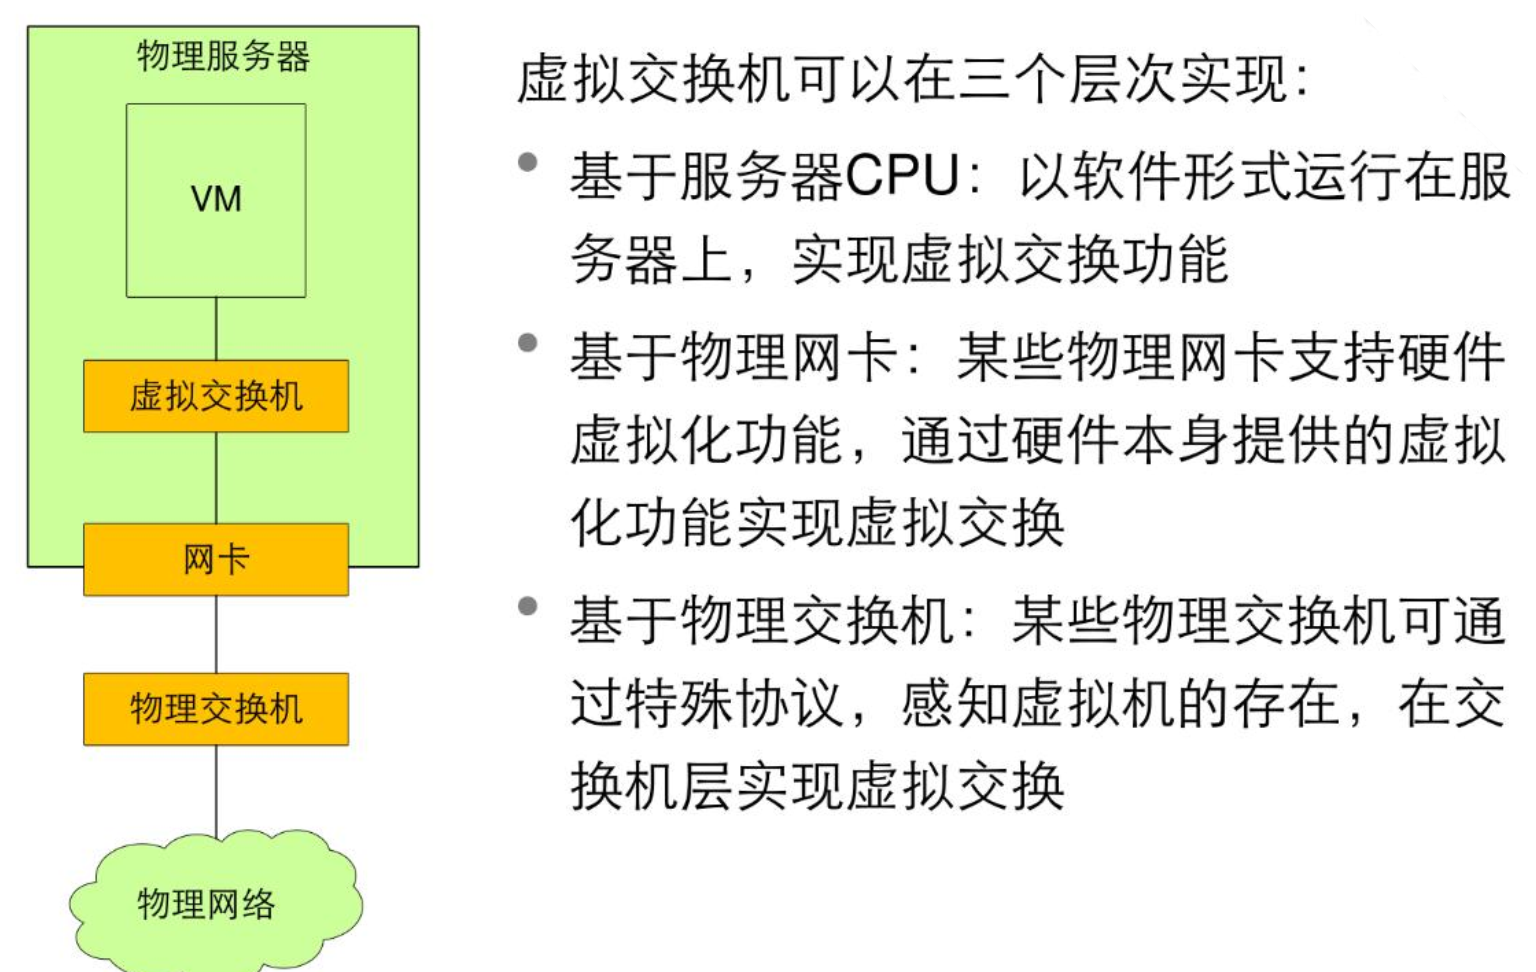 物理服务器
VM
虚拟交换机
网卡
物理交换机
物理网络
虚拟交换机可以在三个层次实现：
• 基于服务器CPU：以软件形式运行在服
务器上，实现虚拟交换功能
• 基于物理网卡：某些物理网卡支持硬件
虚拟化功能，通过硬件本身提供的虚拟
化功能实现虚拟交换
• 基于物理交换机：某些物理交换机可通
过特殊协议，感知虚拟机的存在，在交
换机层实现虚拟交换